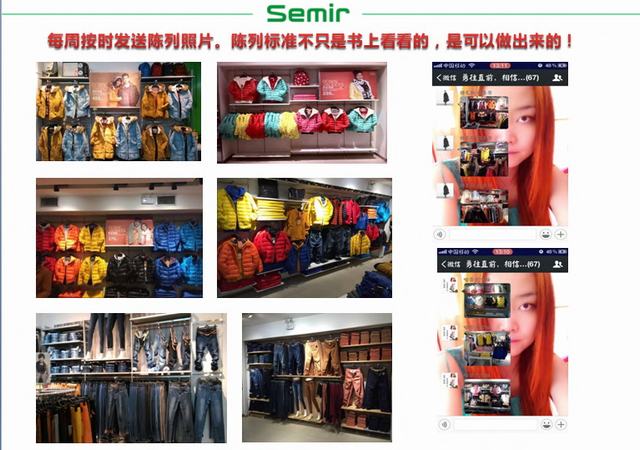 Semir
每周按时发送陈列照片。陈列标准不只是书上看看的，是可以做出来的！
中国移动 13:11
微信 勇往直前，相信...(67)
中国移动 13:10
微信 勇往直前，相信...(67)